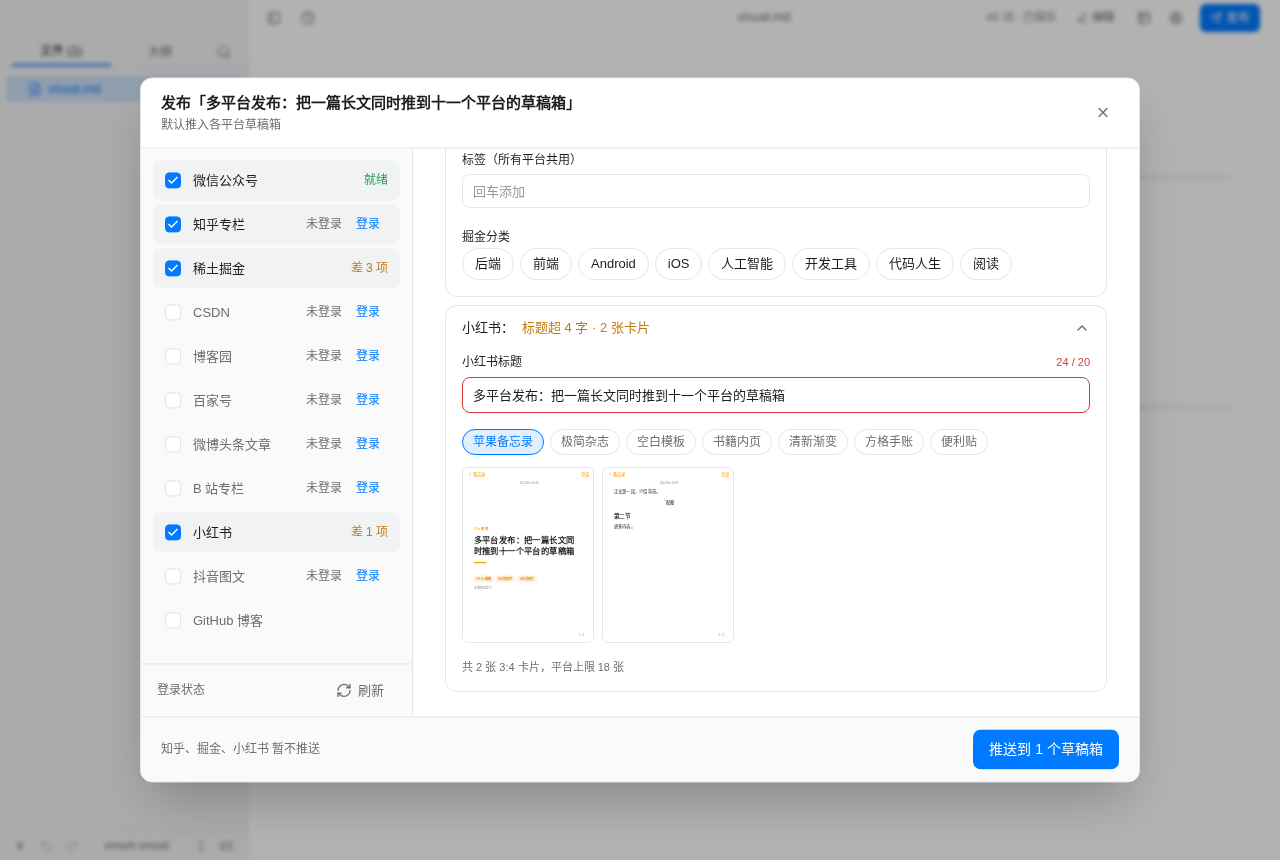 文件 (1)
大纲
visual.md
visual.md
编辑
发布
发布「多平台发布：把一篇长文同时推到十一个平台的草稿箱」
默认推入各平台草稿箱
微信公众号 就绪
知乎专栏 未登录 登录
稀土掘金 差 3 项
CSDN 未登录 登录
博客园 未登录 登录
百家号 未登录 登录
微博头条文章 未登录 登录
B 站专栏 未登录 登录
小红书 差 1 项
抖音图文 未登录 登录
GitHub 博客
登录状态 刷新
标签（所有平台共用）
回车添加
掘金分类
后端 前端 Android iOS 人工智能 开发工具 代码人生 阅读
小红书： 标题超 4 字 · 2 张卡片
小红书标题 24 / 20
多平台发布：把一篇长文同时推到十一个平台的草稿箱
苹果备忘录 极简杂志 空白模板 书籍内页 清新渐变 方格手账 便利贴
多平台发布：把一篇长文同
时推到十一个平台的草稿箱
第二节
共 2 张 3:4 卡片，平台上限 18 张
知乎、掘金、小红书 暂不推送
推送到 1 个草稿箱
vmark-visual